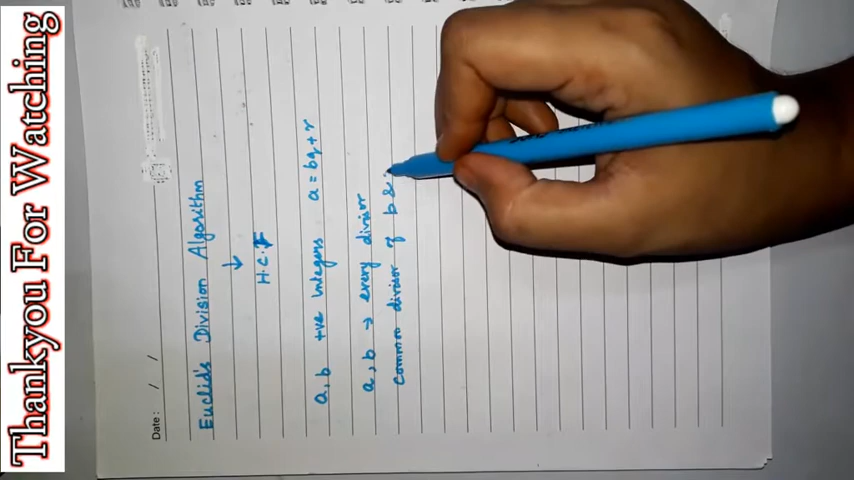 Thankyou For Watching
Date: / /
Euclid's Division Algorithm
↓
H.C.F
a, b +ve integers a = bq + r
a, b → every divisor
Common divisor of b &